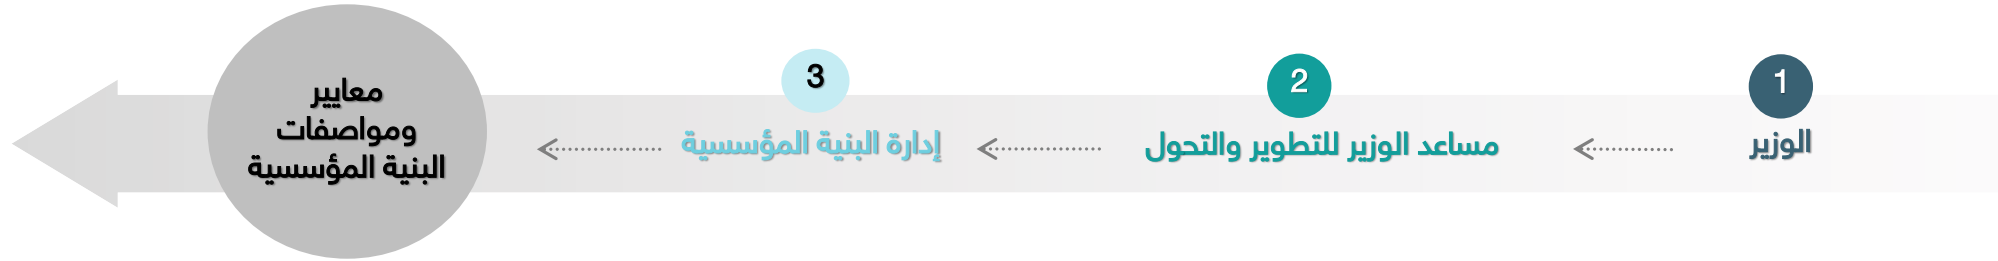 1
الوزير
2
مساعد الوزير للتطوير والتحول
3
إدارة البنية المؤسسية
معايير
ومواصفات
البنية المؤسسية